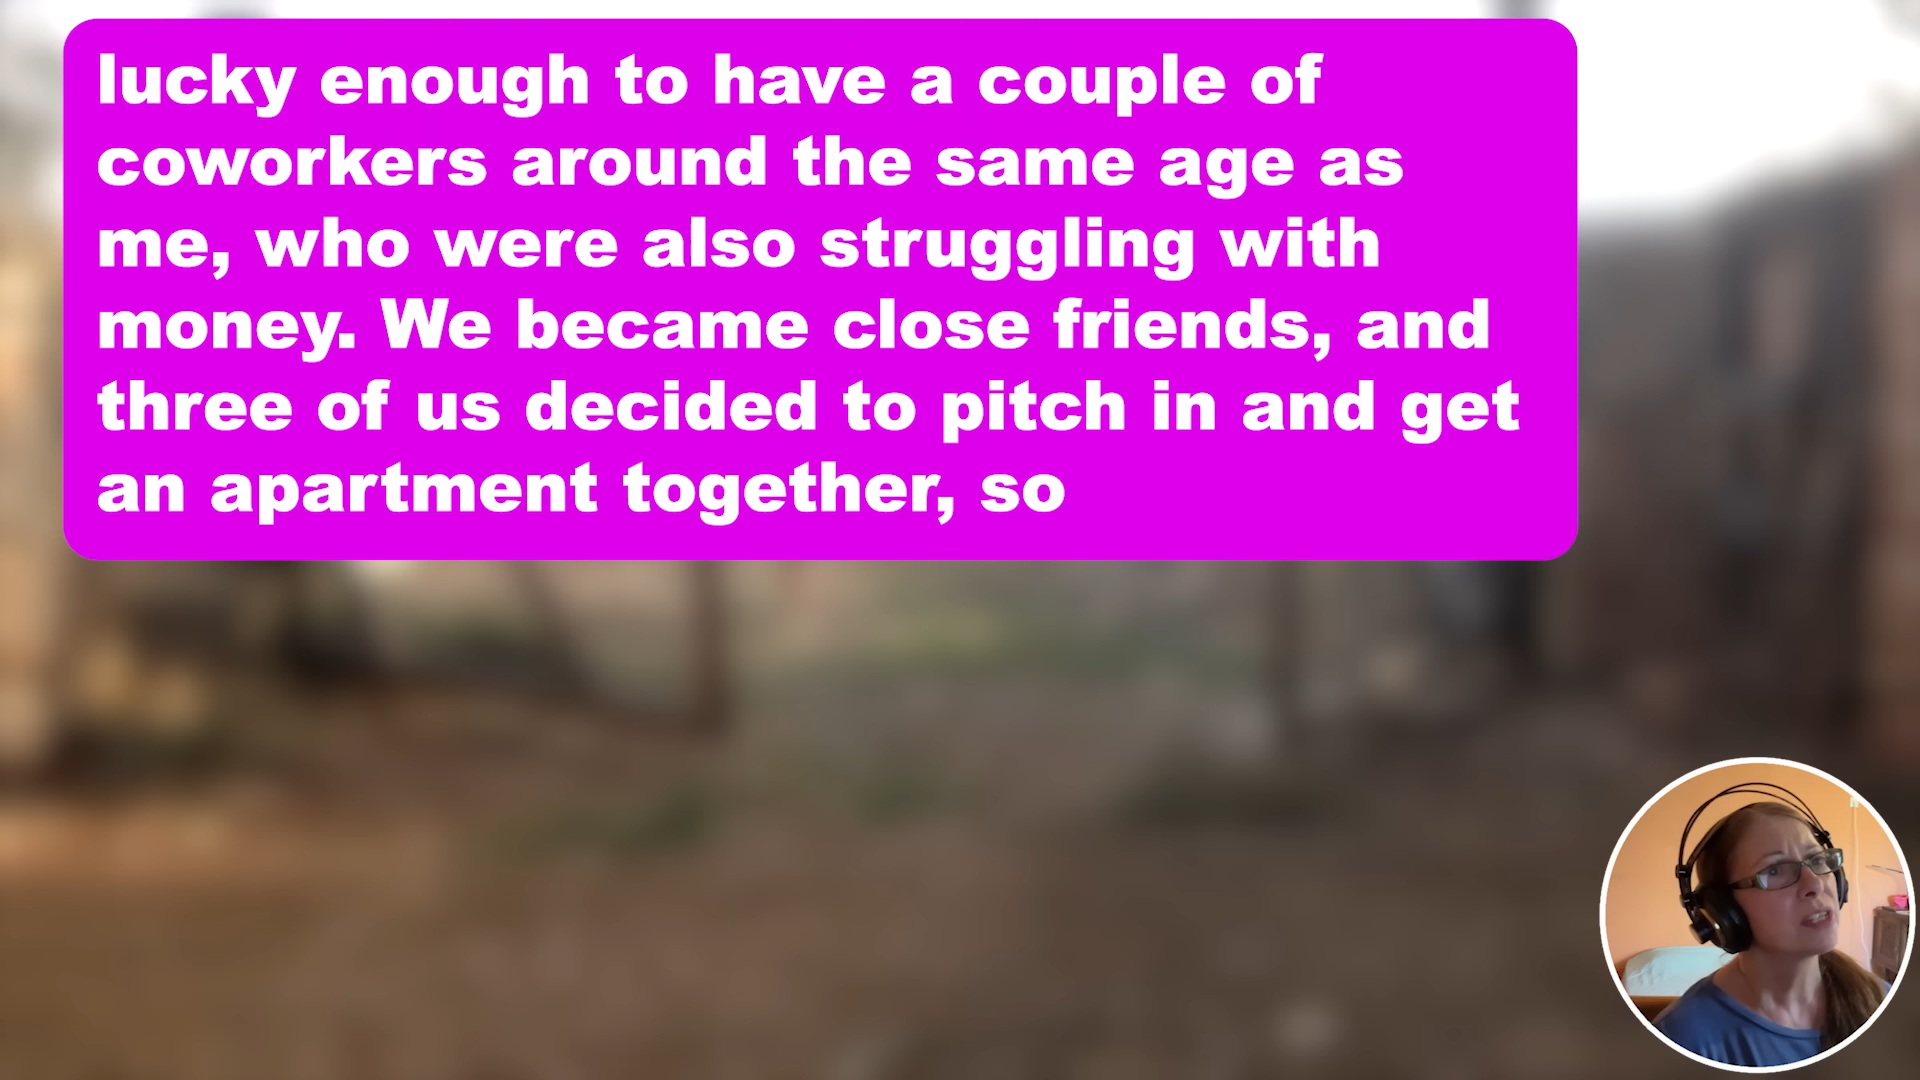 lucky enough to have a couple of
coworkers around the same age as
me, who were also struggling with
money. We became close friends, and
three of us decided to pitch in and get
an apartment together, so